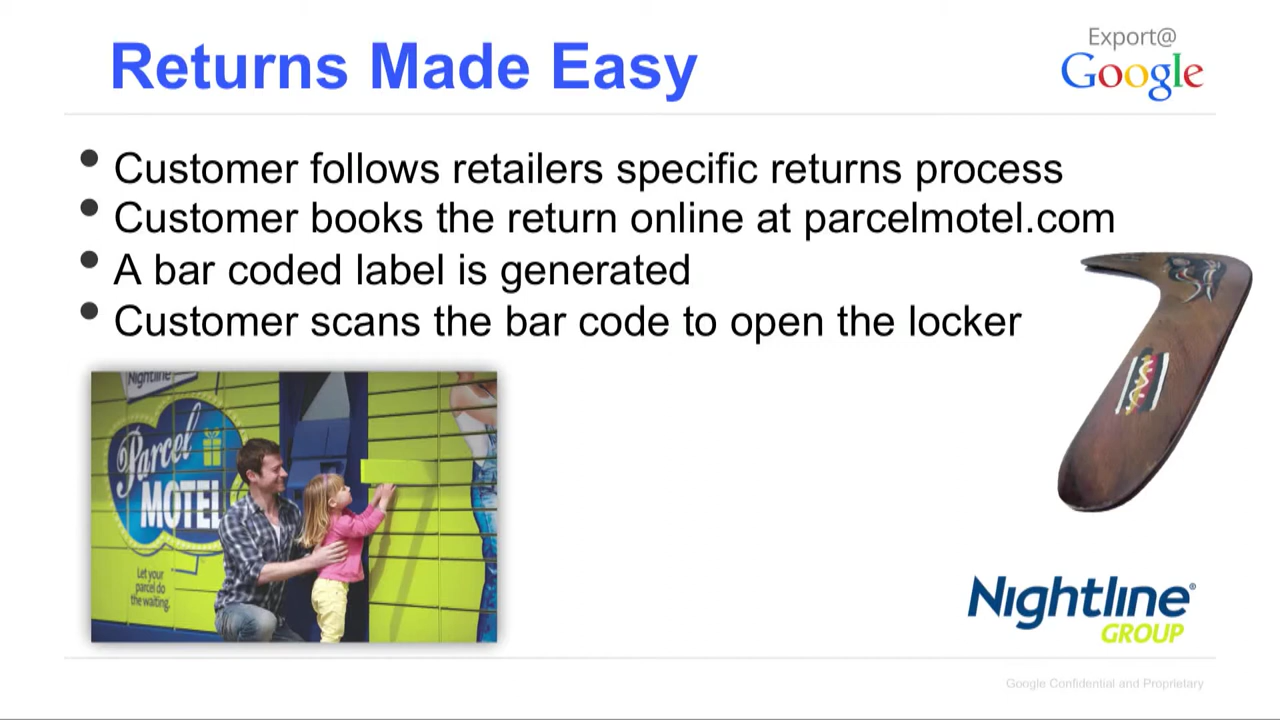 Returns Made Easy
Export@
Google
• Customer follows retailers specific returns process
• Customer books the return online at parcelmotel.com
• A bar coded label is generated
• Customer scans the bar code to open the locker
Nightline
Parcel
MOTEL
Let your
parcel do
the waiting.
Nightline®
GROUP
Google Confidential and Proprietary